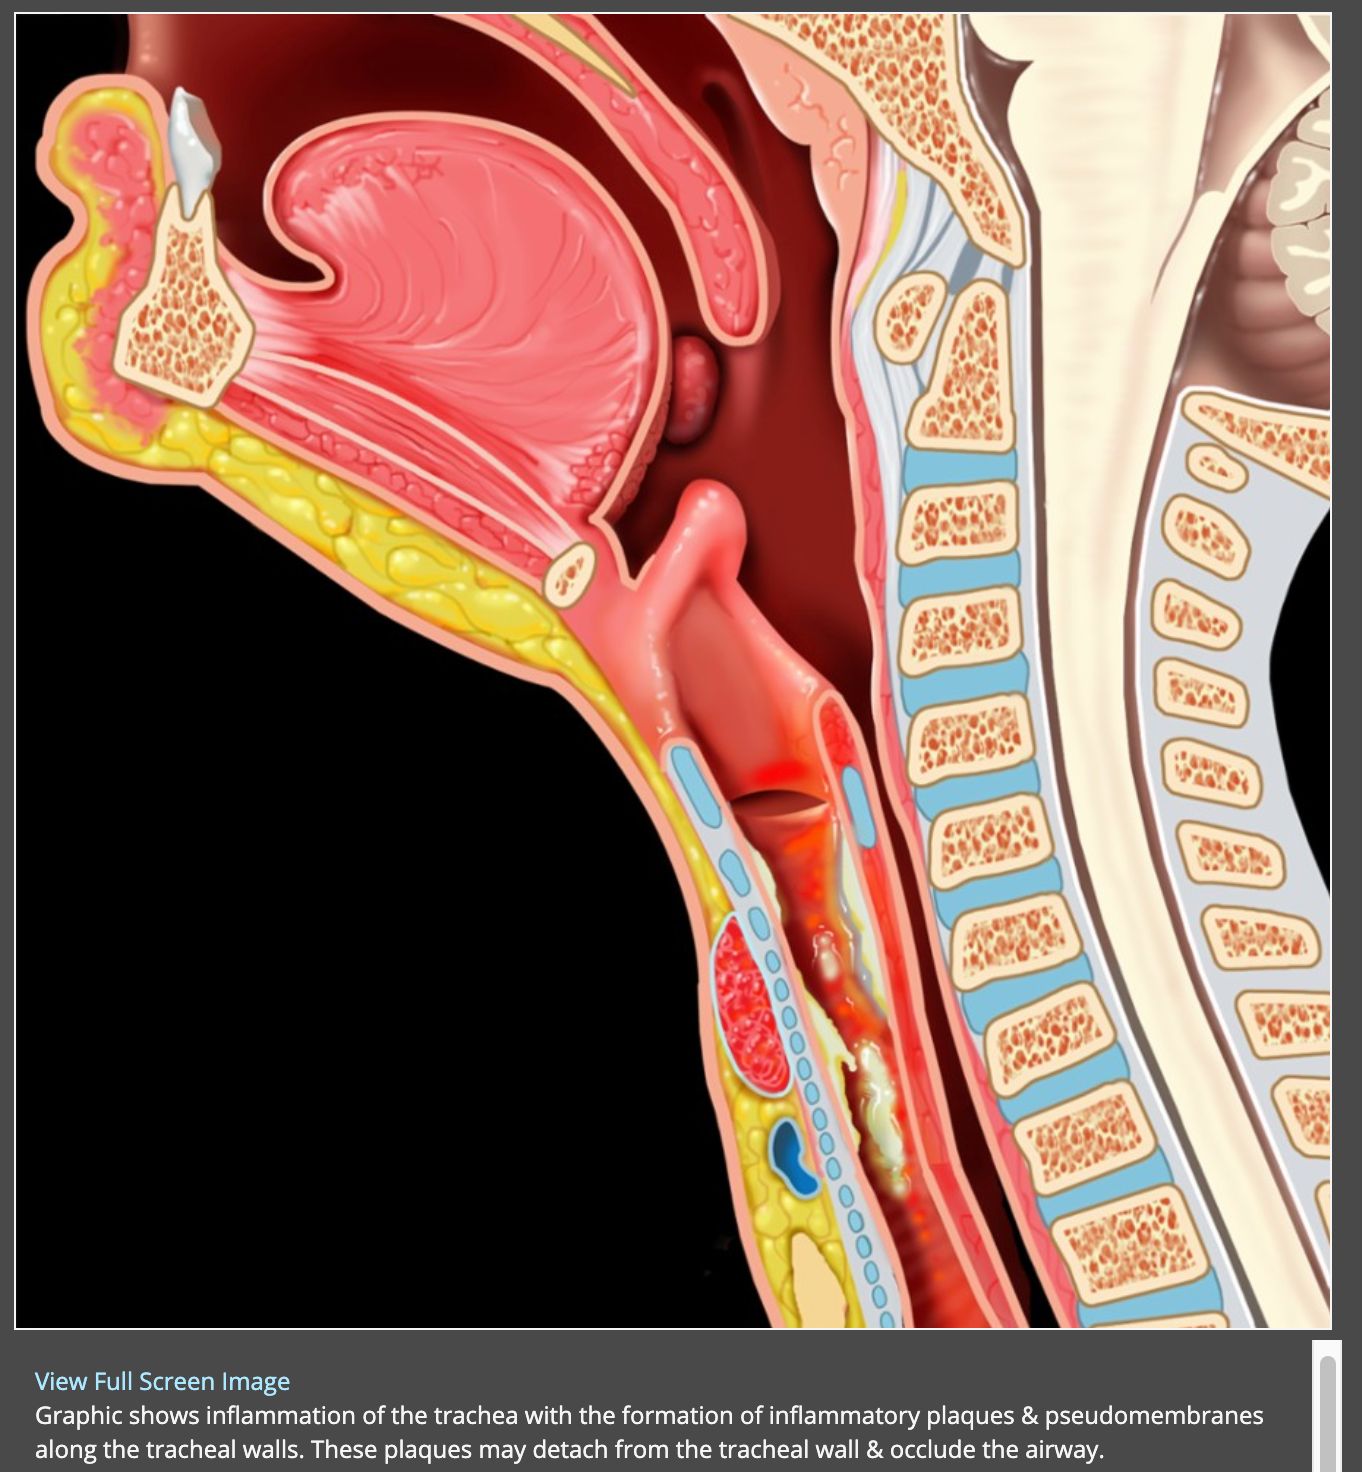 View Full Screen Image
Graphic shows inflammation of the trachea with the formation of inflammatory plaques & pseudomembranes
along the tracheal walls. These plaques may detach from the tracheal wall & occlude the airway.